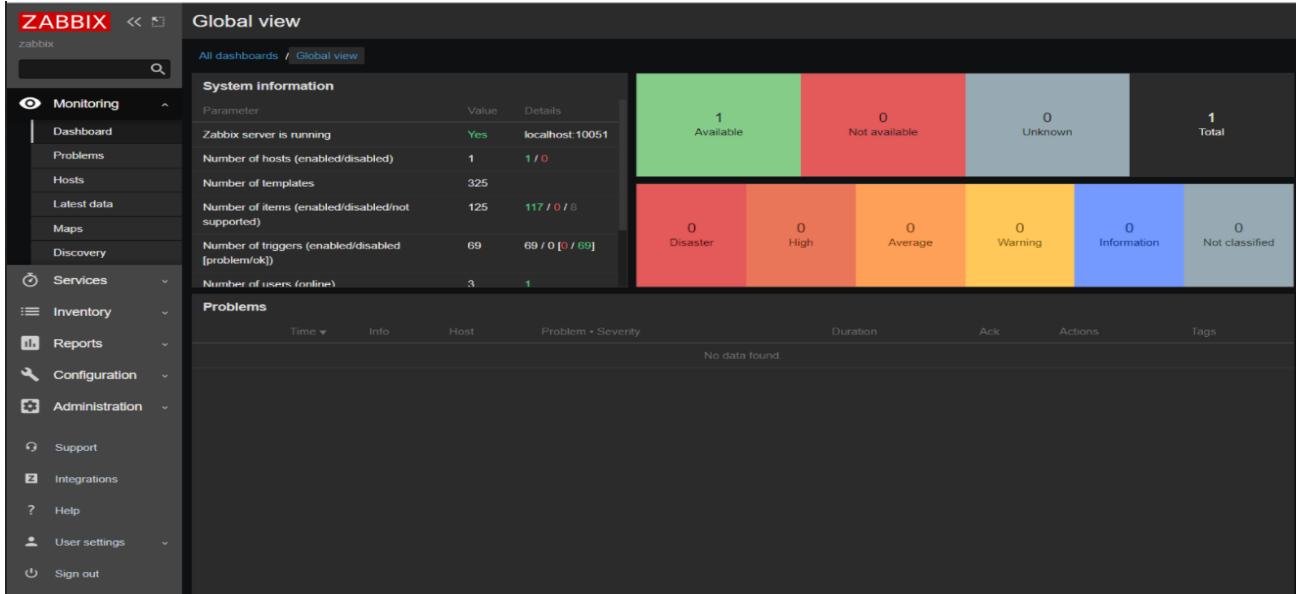 ZABBIX
zabbix
Monitoring
Dashboard
Problems
Hosts
Latest data
Maps
Discovery
Services
Inventory
Reports
Configuration
Administration
Support
Z Integrations
? Help
User settings
Sign out
Global view
All dashboards / Global view
System information
Parameter Value Details
Zabbix server is running Yes localhost:10051
Number of hosts (enabled/disabled) 1 1 / 0
Number of templates 325
Number of items (enabled/disabled/not supported) 125 117 / 0 / 8
Number of triggers (enabled/disabled [problem/ok]) 69 69 / 0 [0 / 69]
Number of users (online) 3 1
1 Available
0 Not available
0 Unknown
1 Total
0 Disaster
0 High
0 Average
0 Warning
0 Information
0 Not classified
Problems
Time Info Host Problem • Severity Duration Ack Actions Tags
No data found.